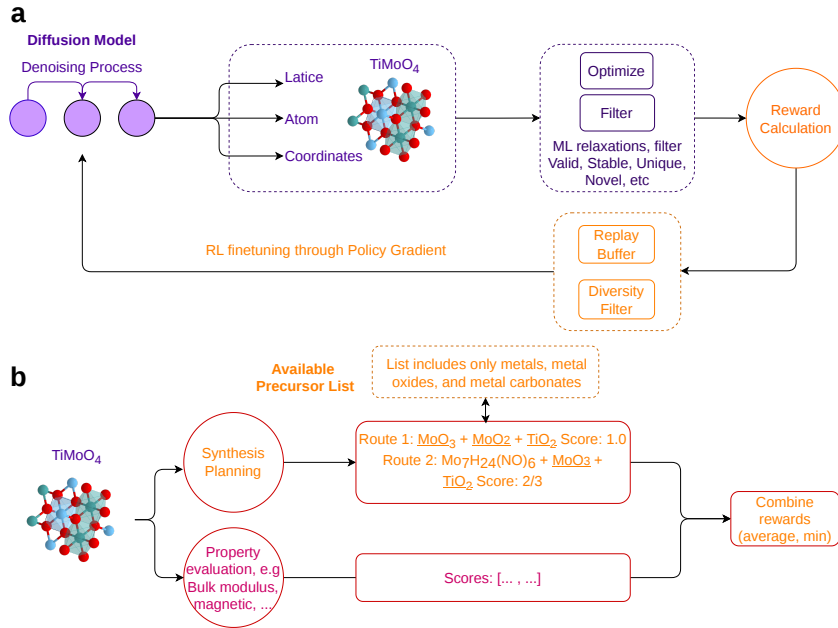 a
Diffusion Model
Denoising Process
Latice
Atom
Coordinates
TiMoO₄
Optimize
Filter
ML relaxations, filter
Valid, Stable, Unique,
Novel, etc
Reward
Calculation
RL finetuning through Policy Gradient
Replay
Buffer
Diversity
Filter
b
Available
Precursor List
List includes only metals, metal
oxides, and metal carbonates
TiMoO₄
Synthesis
Planning
Route 1: MoO₃ + MoO2 + TiO₂ Score: 1.0
Route 2: Mo₇H₂₄(NO)₆ + MoO₃ +
TiO₂ Score: 2/3
Property
evaluation, e.g
Bulk modulus,
magnetic, ...
Scores: [... , ...]
Combine
rewards
(average, min)